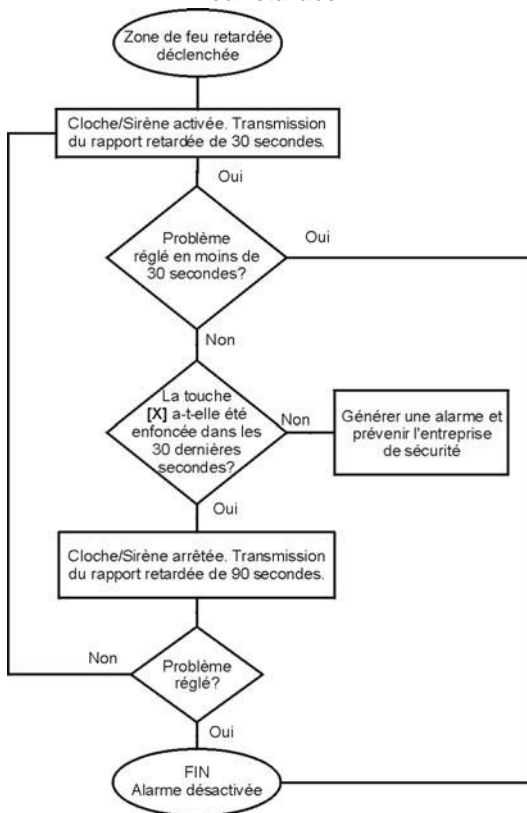 Zone de feu retardée
déclenchée
Cloche/Sirène activée. Transmission
du rapport retardée de 30 secondes.
Oui
Problème
réglé en moins de
30 secondes?
Oui
Non
La touche
[X] a-t-elle été
enfoncée dans les
30 dernières
secondes?
Non
Générer une alarme et
prévenir l'entreprise
de sécurité
Oui
Cloche/Sirène arrêtée. Transmission
du rapport retardée de 90 secondes.
Non
Problème
réglé?
Oui
FIN
Alarme désactivée